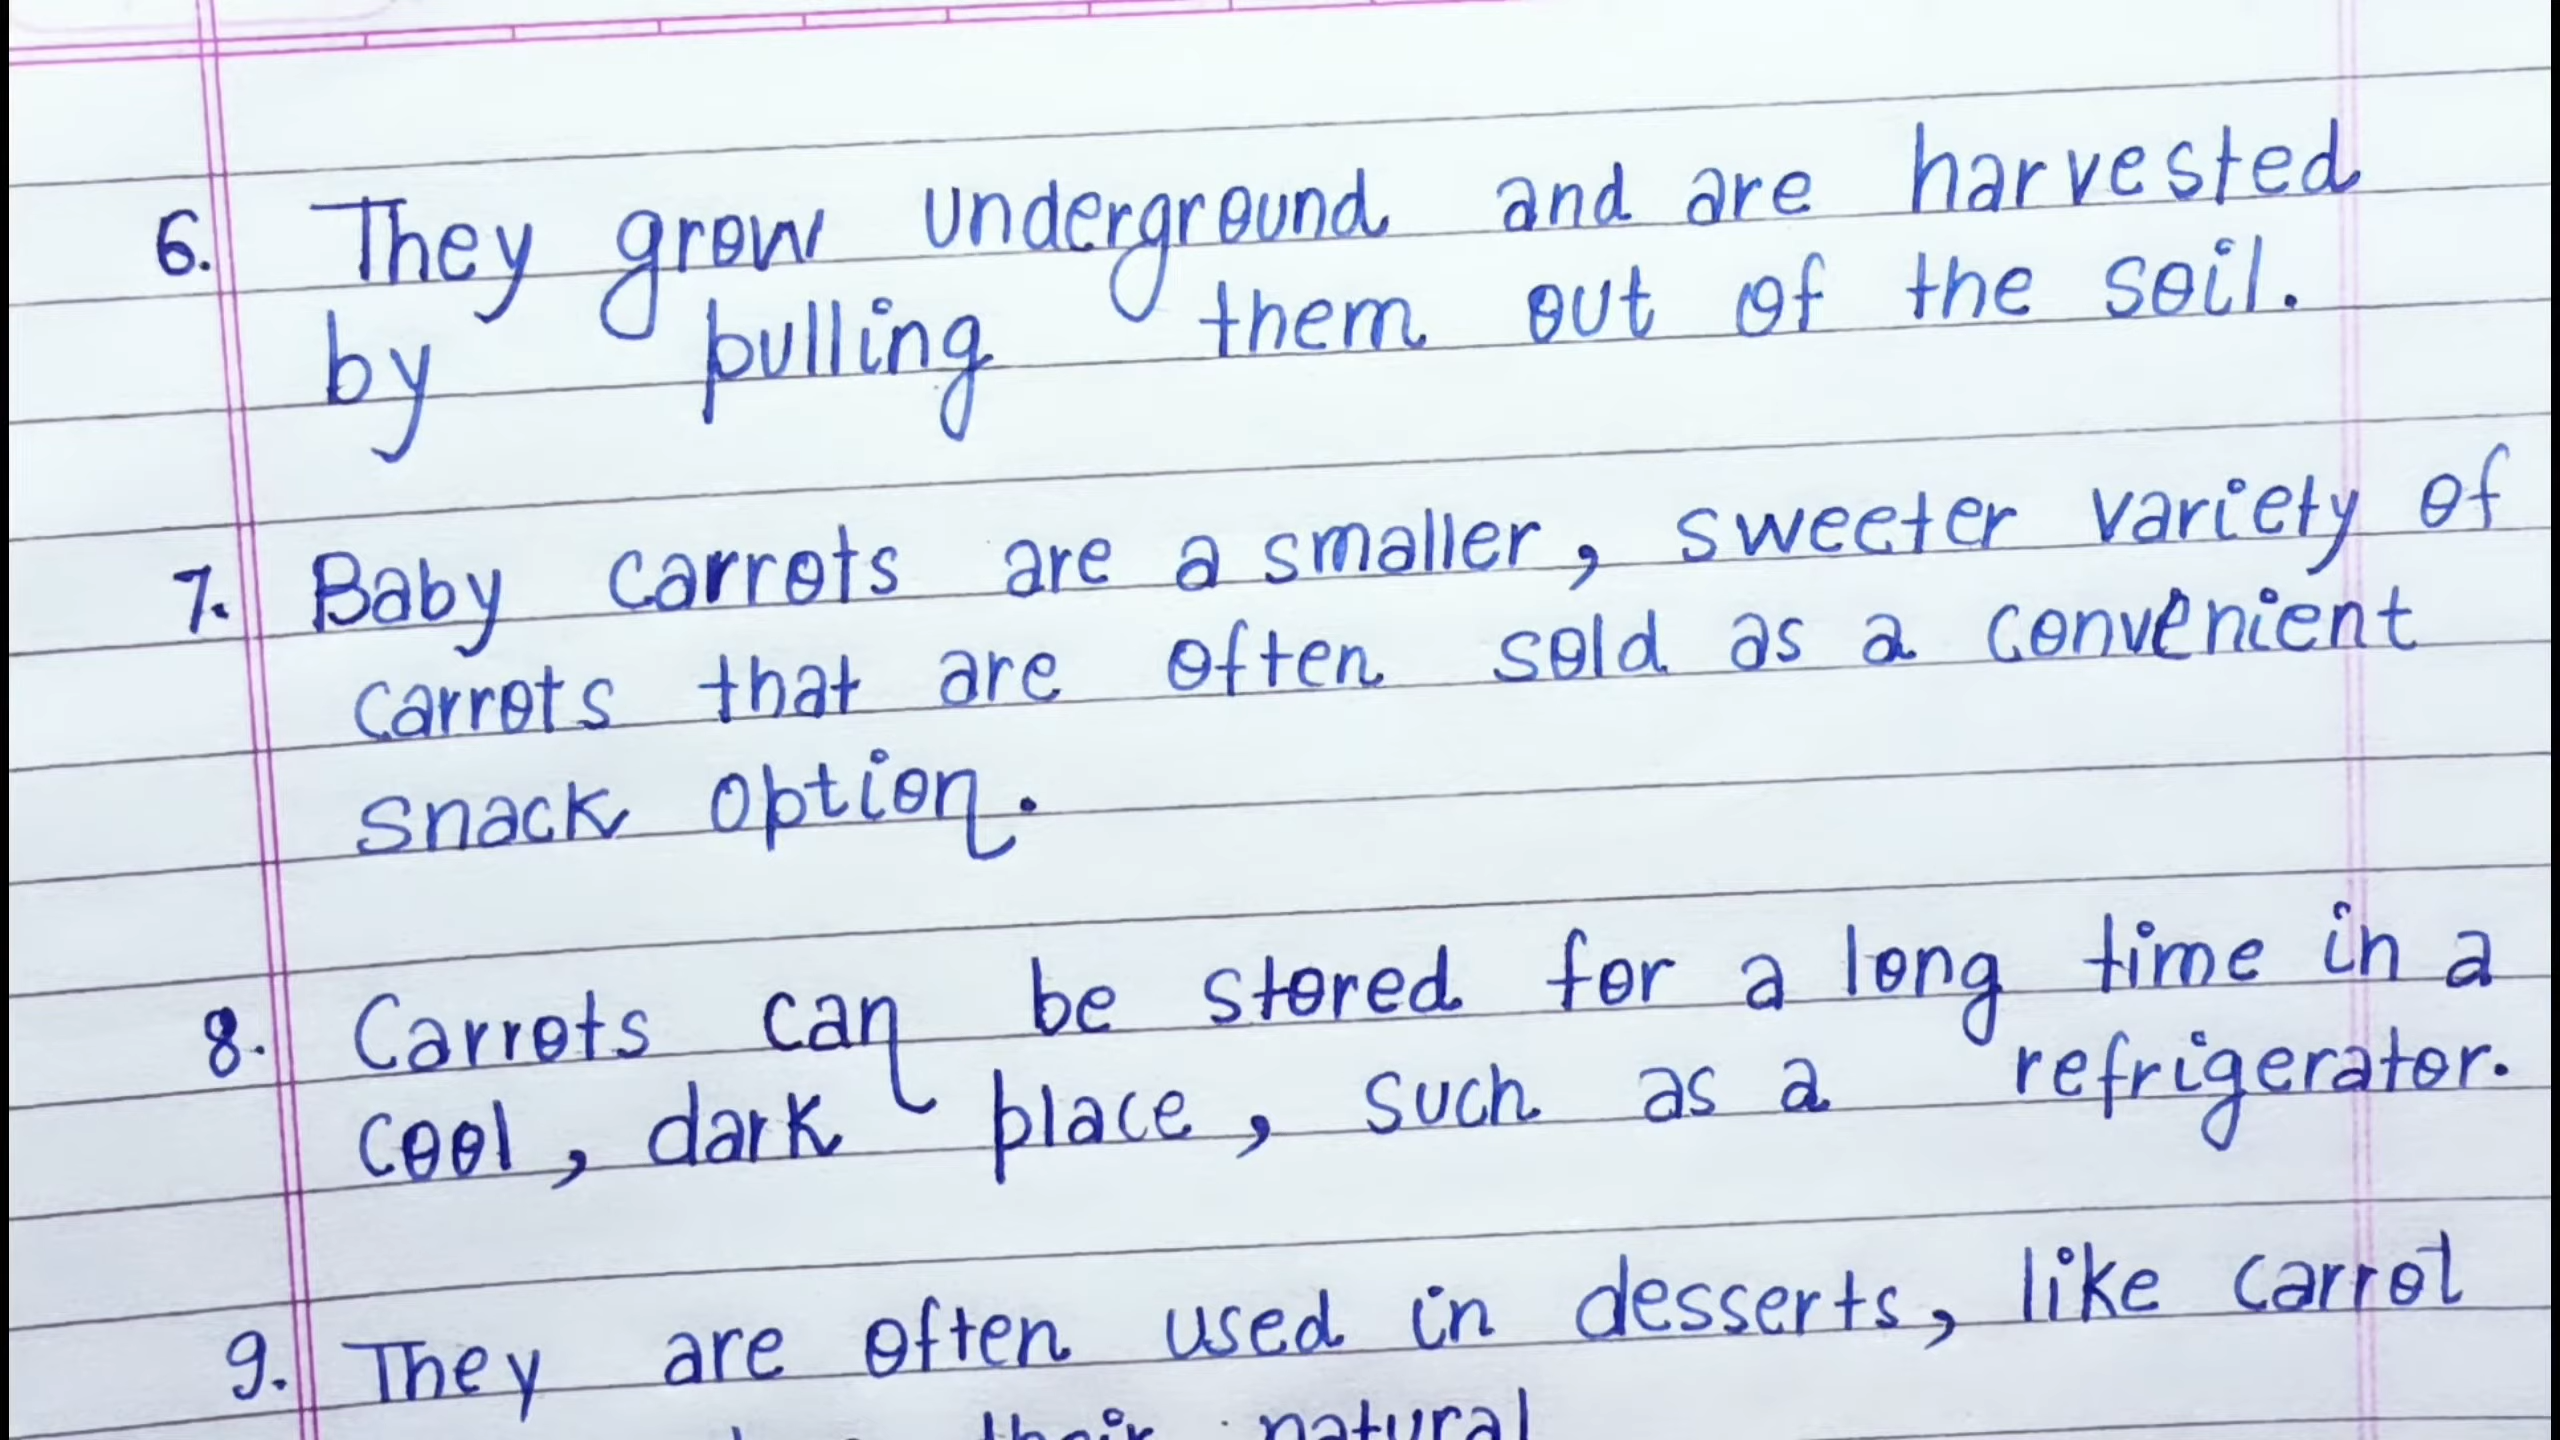 6. They grow underground and are harvested
by pulling them out of the soil.
7. Baby carrots are a smaller, sweeter variety of
carrots that are often sold as a convenient
snack option.
8. Carrots can be stored for a long time in a
cool, dark place, such as a refrigerator.
9. They are often used in desserts, like carrot
their natural